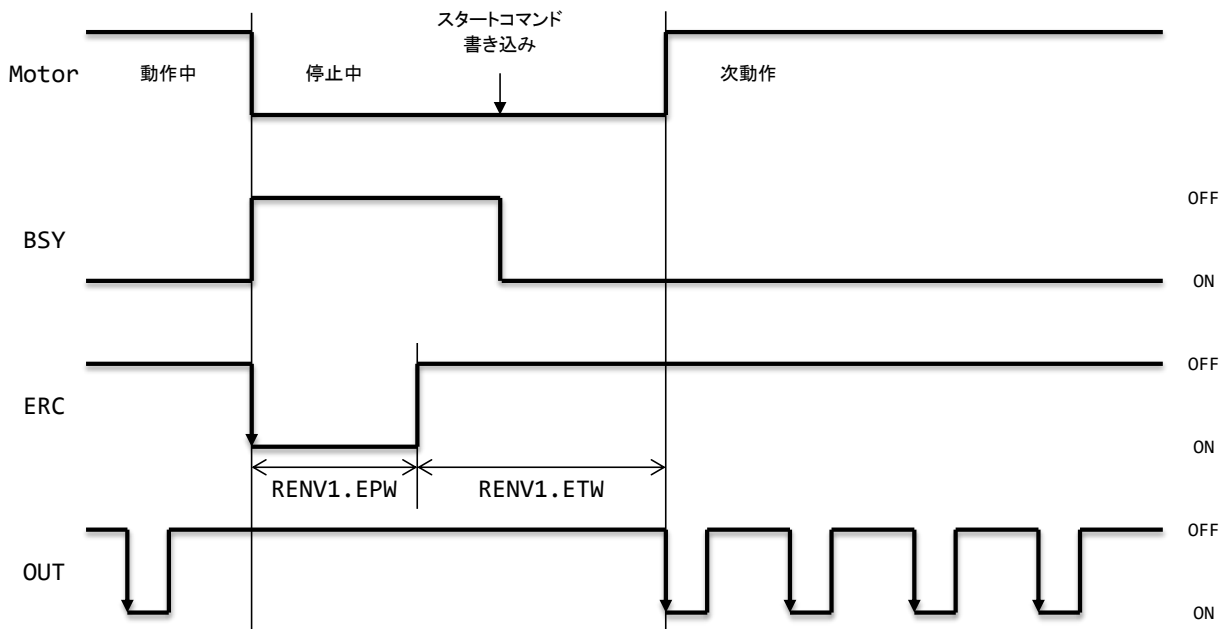 スタートコマンド
書き込み
Motor
動作中
停止中
次動作
OFF
BSY
ON
OFF
ERC
ON
RENV1.EPW
RENV1.ETW
OFF
OUT
ON